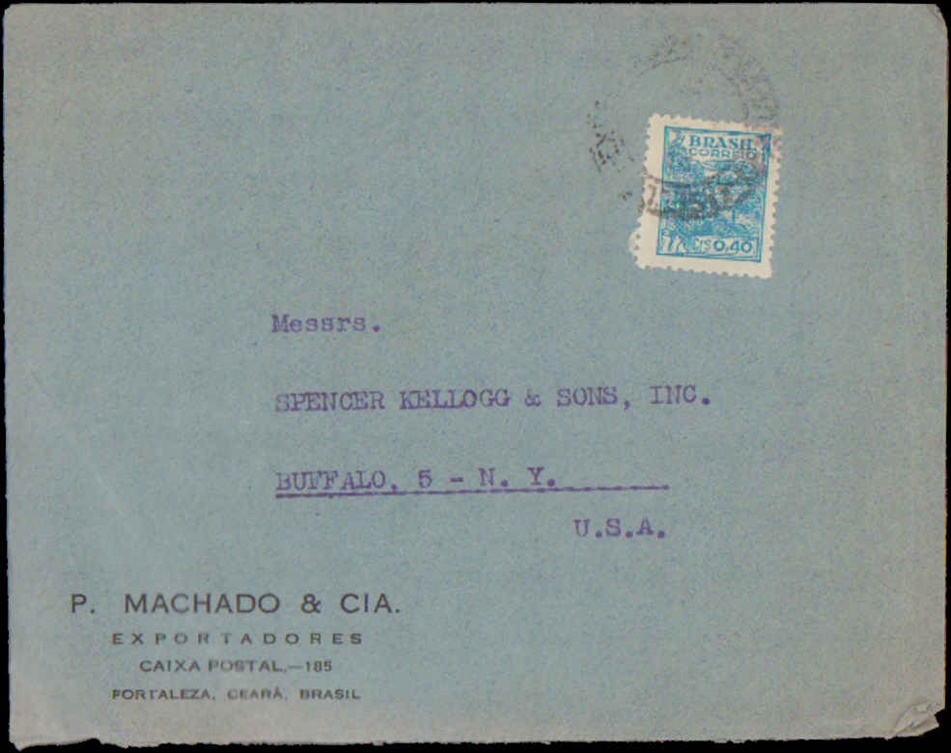 BRASIL
CORREIO
CRS 0,40
Messrs.
SPENCER KELLOGG & SONS, INC.
BUFFALO, 5 - N. Y.
U.S.A.
P. MACHADO & CIA.
EXPORTADORES
CAIXA POSTAL,-185
FORTALEZA, CEARÁ, BRASIL